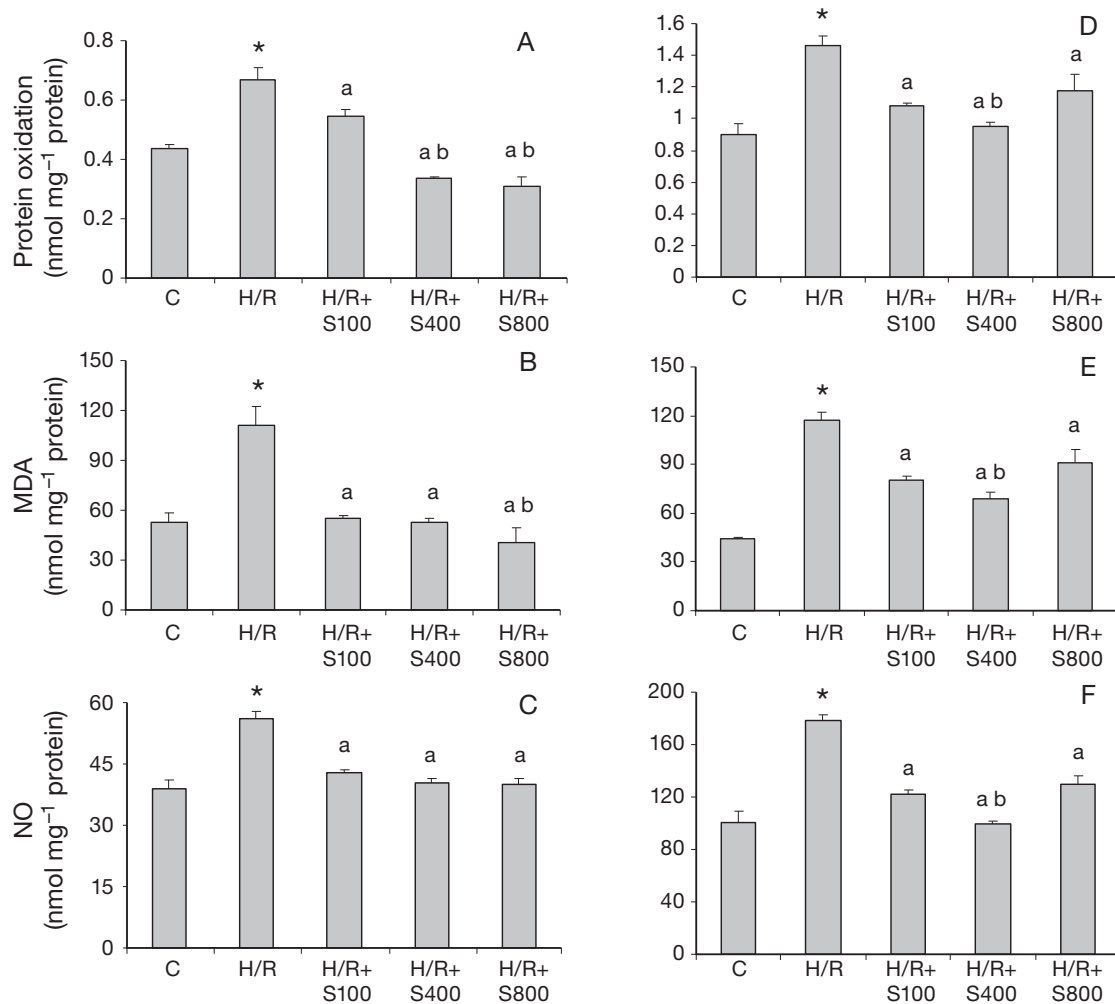 Protein oxidation
(nmol mg⁻¹ protein)
A
0.8
0.6
0.4
0.2
0
*
a
a b
a b
C
H/R
H/R+
S100
H/R+
S400
H/R+
S800
D
1.6
1.4
1.2
1
0.8
0.6
0.4
0.2
0
*
a
a b
a
C
H/R
H/R+
S100
H/R+
S400
H/R+
S800
MDA
(nmol mg⁻¹ protein)
B
150
120
90
60
30
0
*
a
a
a b
C
H/R
H/R+
S100
H/R+
S400
H/R+
S800
E
150
120
90
60
30
0
*
a
a b
a
C
H/R
H/R+
S100
H/R+
S400
H/R+
S800
NO
(nmol mg⁻¹ protein)
C
60
45
30
15
0
*
a
a
a
C
H/R
H/R+
S100
H/R+
S400
H/R+
S800
F
200
160
120
80
40
0
*
a
a b
a
C
H/R
H/R+
S100
H/R+
S400
H/R+
S800